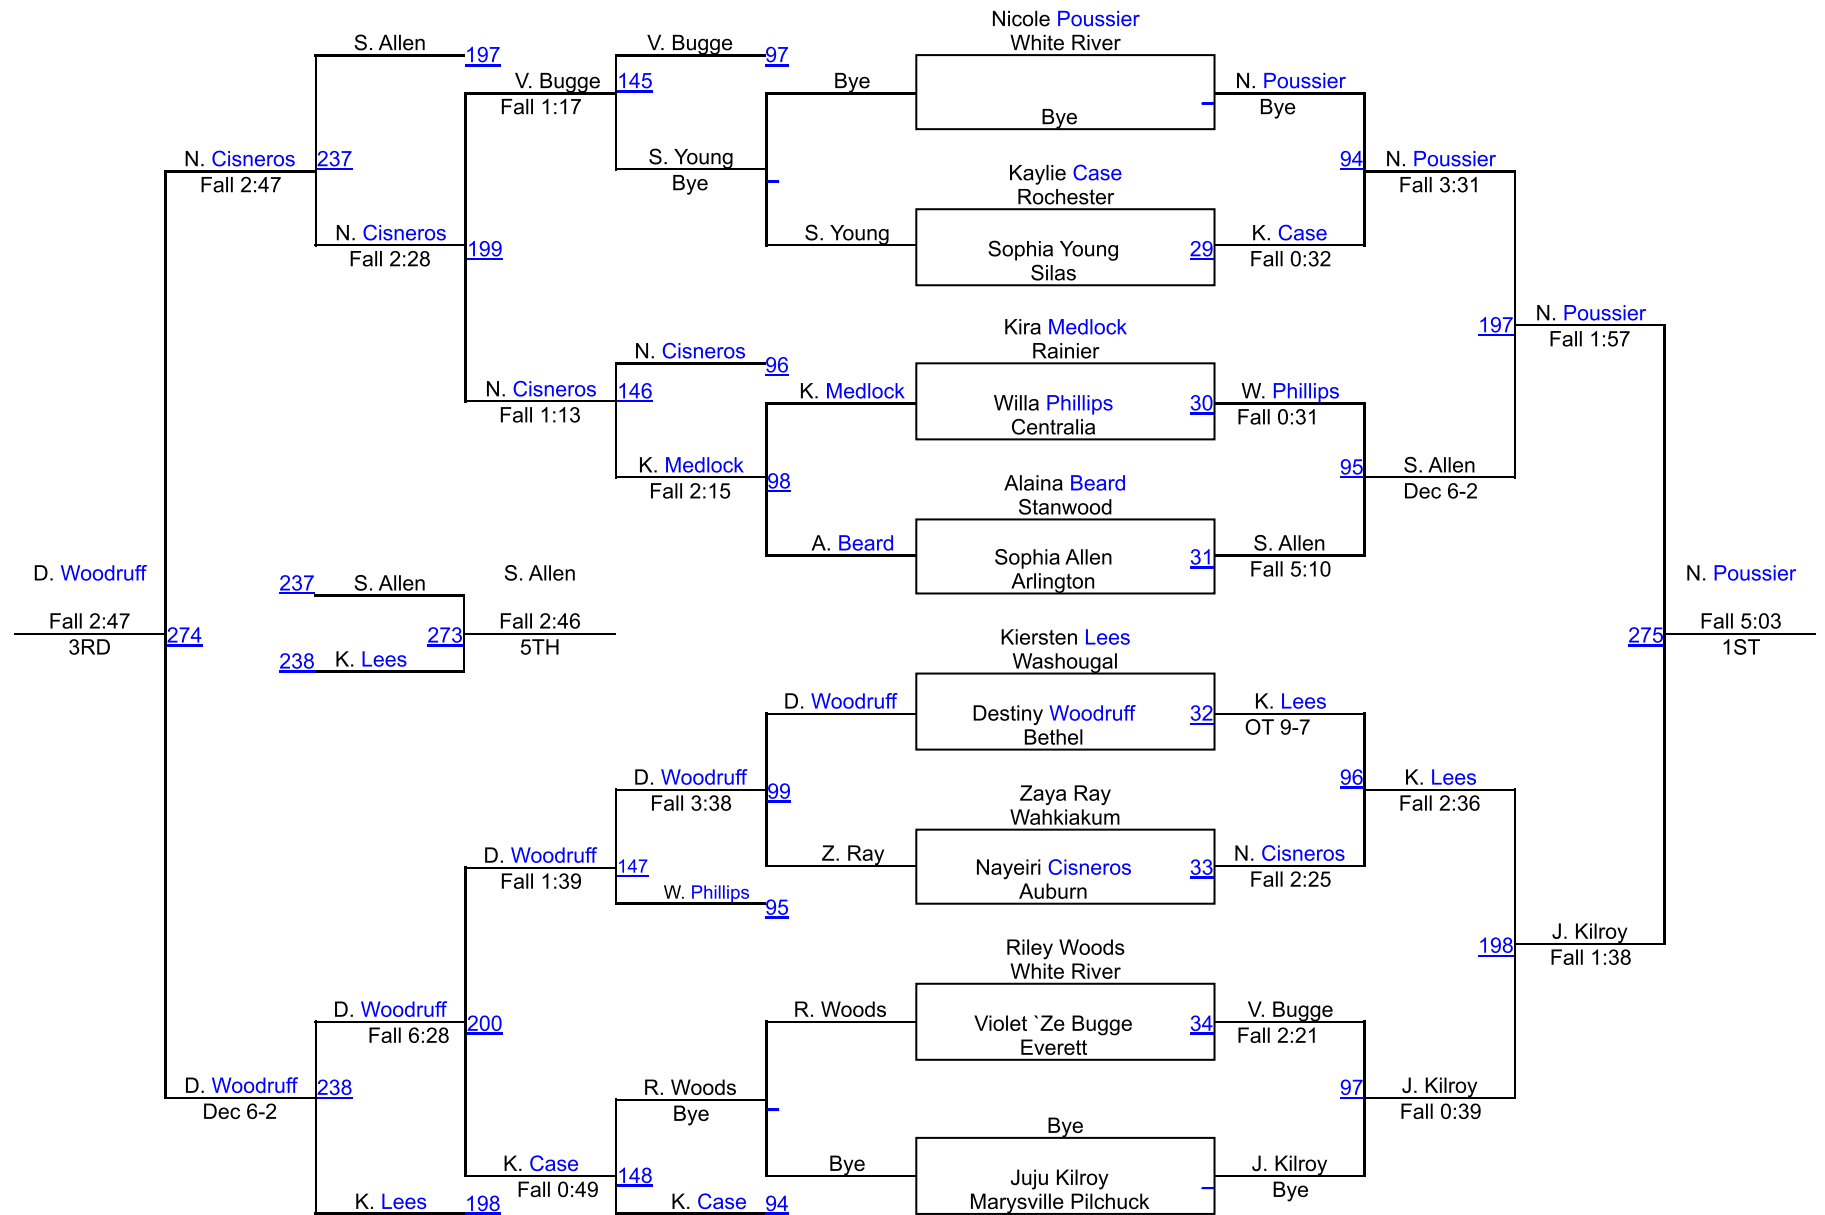 Nicole Poussier
White River
S. Allen
197
V. Bugge
97
V. Bugge
145
Bye
N. Poussier
Fall 1:17
Bye
Bye
S. Young
Bye
N. Cisneros
237
Fall 2:47
Kaylie Case
Rochester
94
N. Poussier
Fall 3:31
N. Cisneros
199
Fall 2:28
S. Young
Sophia Young
Silas
29
K. Case
Fall 0:32
Kira Medlock
Rainier
197
N. Poussier
Fall 1:57
N. Cisneros
96
N. Cisneros
146
Fall 1:13
K. Medlock
Willa Phillips
Centralia
30
W. Phillips
Fall 0:31
K. Medlock
Fall 2:15
98
Alaina Beard
Stanwood
95
S. Allen
Dec 6-2
A. Beard
Sophia Allen
Arlington
31
S. Allen
Fall 5:10
D. Woodruff
Fall 2:47
3RD
274
237
S. Allen
238
K. Lees
273
S. Allen
Fall 2:46
5TH
N. Poussier
275
Fall 5:03
1ST
Kiersten Lees
Washougal
D. Woodruff
Destiny Woodruff
Bethel
32
K. Lees
OT 9-7
D. Woodruff
Fall 3:38
99
Zaya Ray
Wahkiakum
96
K. Lees
Fall 2:36
D. Woodruff
Fall 1:39
147
Z. Ray
Nayeiri Cisneros
Auburn
33
N. Cisneros
Fall 2:25
W. Phillips
95
Riley Woods
White River
198
J. Kilroy
Fall 1:38
D. Woodruff
Fall 6:28
200
R. Woods
Violet `Ze Bugge
Everett
34
V. Bugge
Fall 2:21
D. Woodruff
238
Dec 6-2
R. Woods
Bye
97
J. Kilroy
Fall 0:39
Bye
K. Case
Fall 0:49
148
Bye
Juju Kilroy
Marysville Pilchuck
J. Kilroy
Bye
K. Lees
198
K. Case
94